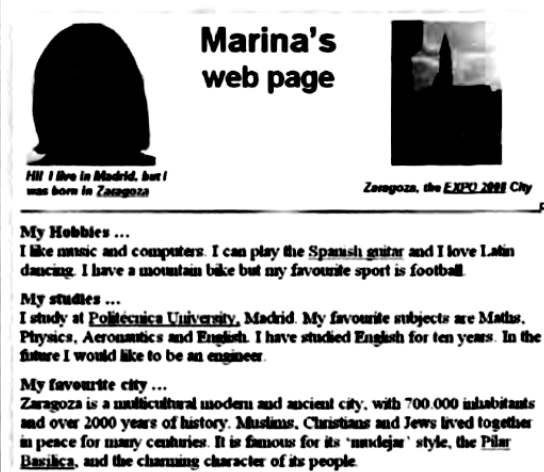 Marina's
web page
Hi! I live in Madrid, but I
was born in Zaragoza
Zaragoza, the EXPO 2008 City
My Hobbies ...
I like music and computers. I can play the Spanish guitar and I love Latin
dancing. I have a mountain bike but my favourite sport is football.
My studies ...
I study at Politécnica University, Madrid. My favourite subjects are Maths,
Physics, Aeronautics and English. I have studied English for ten years. In the
future I would like to be an engineer.
My favourite city ...
Zaragoza is a multicultural modern and ancient city, with 700.000 inhabitants
and over 2000 years of history. Muslims, Christians and Jews lived together
in peace for many centuries. It is famous for its 'mudejar' style, the Pilar
Basilica, and the charming character of its people.